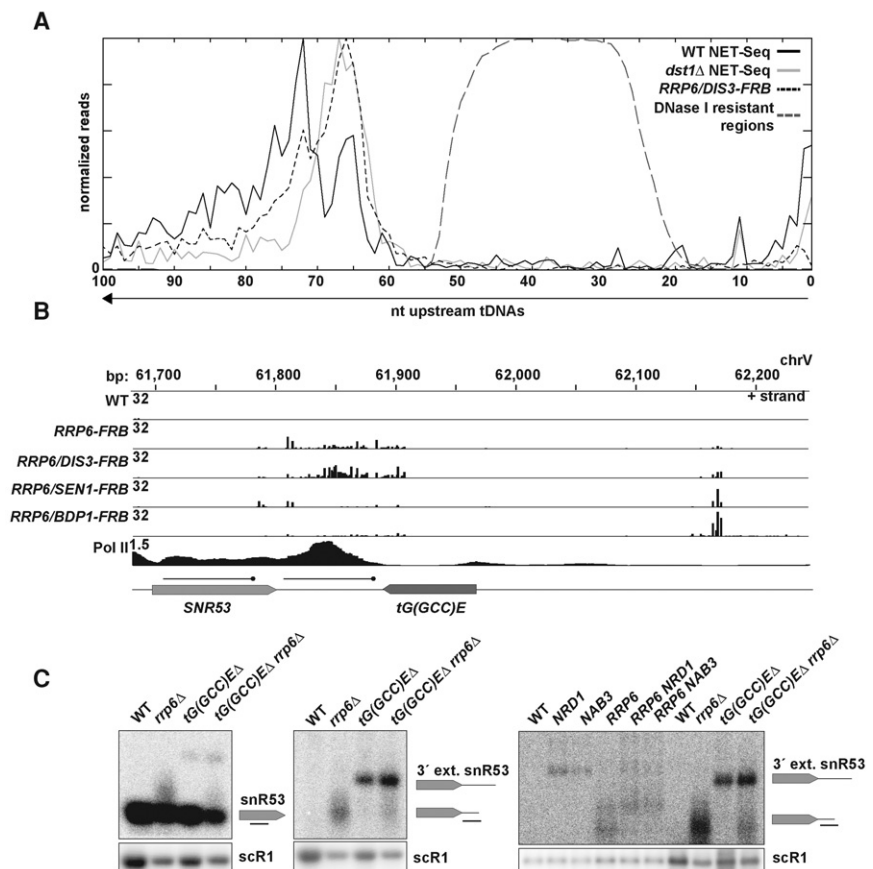 A
normalized reads
0
WT NET-Seq
dst1Δ NET-Seq
RRP6/DIS3-FRB
DNase I resistant
regions
100 90 80 70 60 50 40 30 20 10 0
nt upstream tDNAs
B
chrV
bp: 61,700 61,800 61,900 62,000 62,100 62,200
WT 32 + strand
RRP6-FRB 32
RRP6/DIS3-FRB 32
RRP6/SEN1-FRB 32
RRP6/BDP1-FRB 32
Pol II 1.5
SNR53 tG(GCC)E
C
WT rrp6Δ tG(GCC)EΔ tG(GCC)EΔ rrp6Δ
snR53
scR1
WT rrp6Δ tG(GCC)EΔ tG(GCC)EΔ rrp6Δ
3´ ext. snR53
scR1
WT NRD1 NAB3 RRP6 RRP6 NRD1 RRP6 NAB3 WT rrp6Δ tG(GCC)EΔ tG(GCC)EΔ rrp6Δ
3´ ext. snR53
scR1